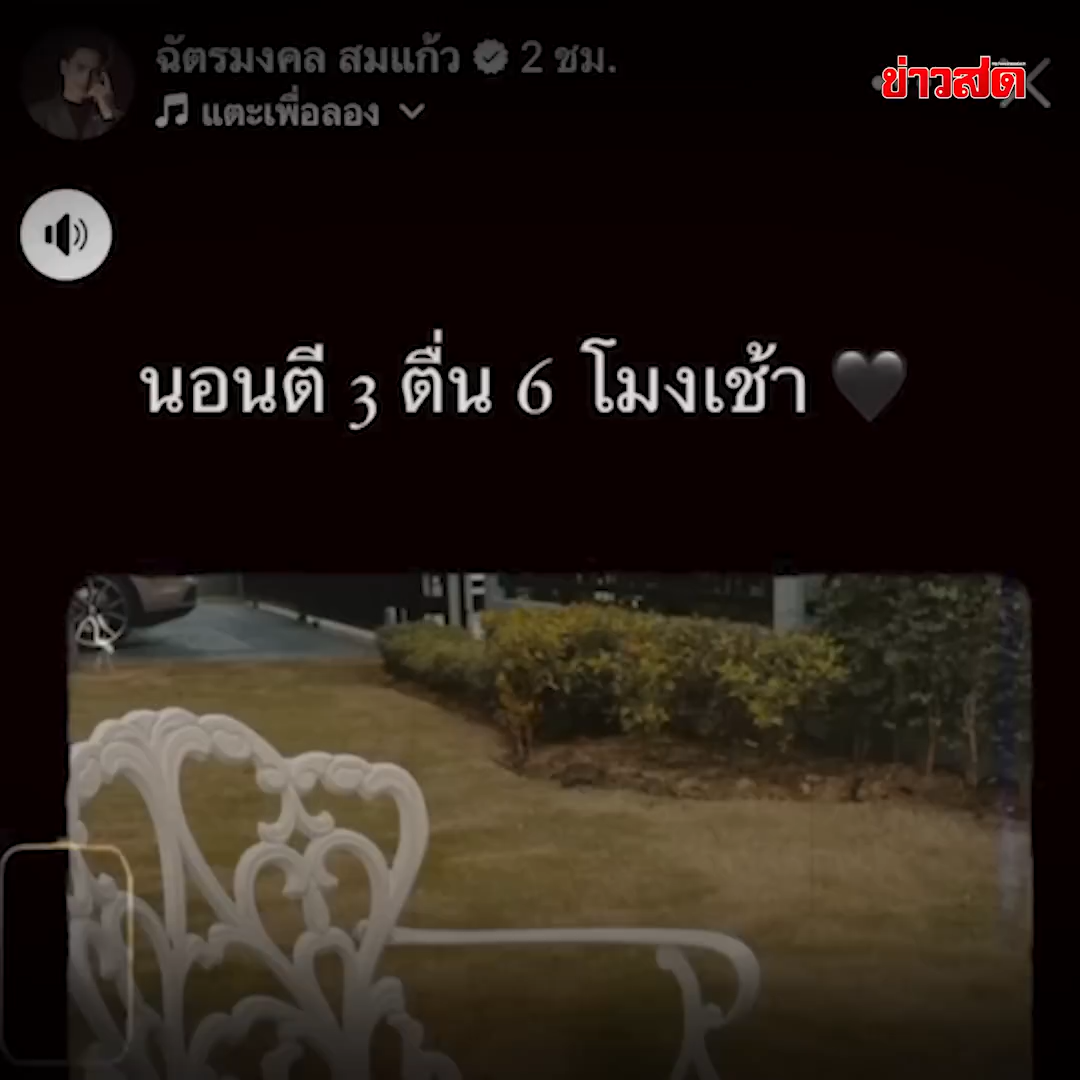 ฉัตรมงคล สมแก้ว 2 ชม.
แตะเพื่อลอง
ข่าวสด
นอนตี 3 ตื่น 6 โมงเช้า 🖤